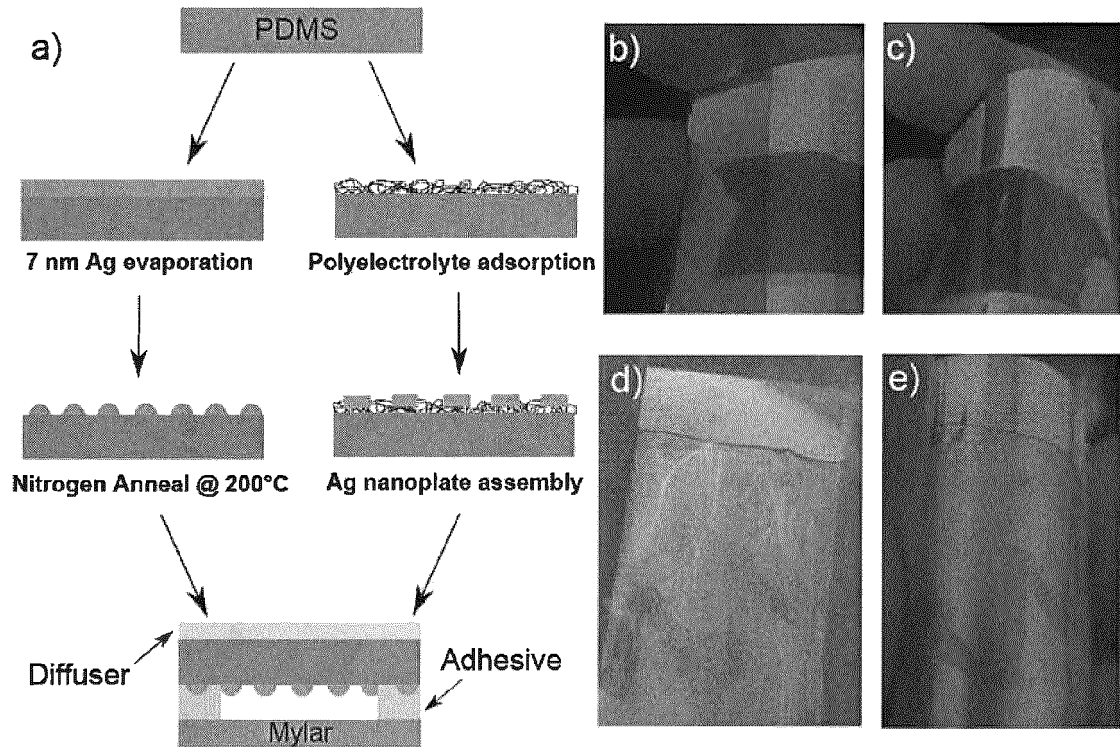 a)
PDMS
7 nm Ag evaporation
Polyelectrolyte adsorption
Nitrogen Anneal @ 200°C
Ag nanoplate assembly
Diffuser
Adhesive
Mylar
b)
c)
d)
e)